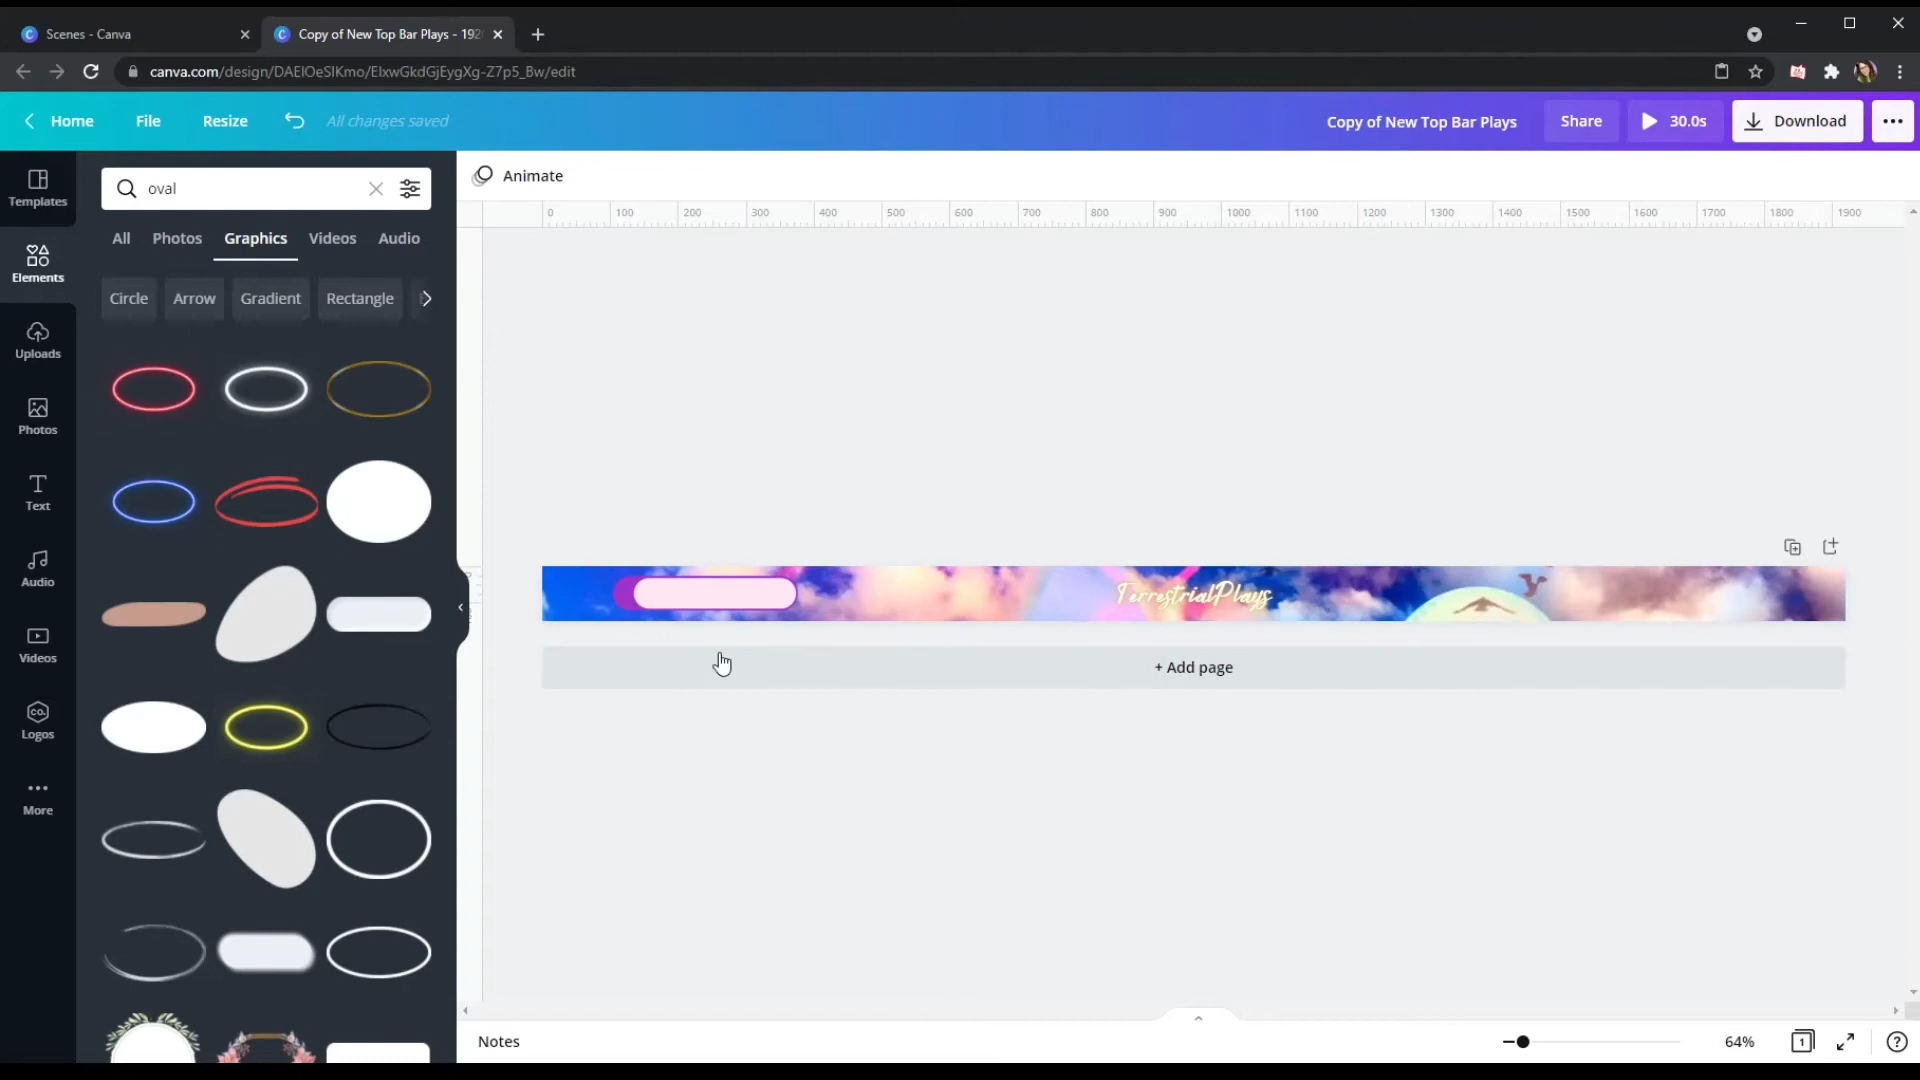 Scenes - Canva
Copy of New Top Bar Plays - 192
canva.com/design/DAEIOeSIKmo/EIxwGkdGjEygXg-Z7p5_Bw/edit
Home
File
Resize
All changes saved
Copy of New Top Bar Plays
Share
30.0s
Download
Templates
Elements
Uploads
Photos
Text
Audio
Videos
CO.
Logos
More
oval
All
Photos
Graphics
Videos
Audio
Circle
Arrow
Gradient
Rectangle
Animate
0 100 200 300 400 500 600 700 800 900 1000 1100 1200 1300 1400 1500 1600 1700 1800 1900
TerrestrialPlays
+ Add page
Notes
64%
1
?